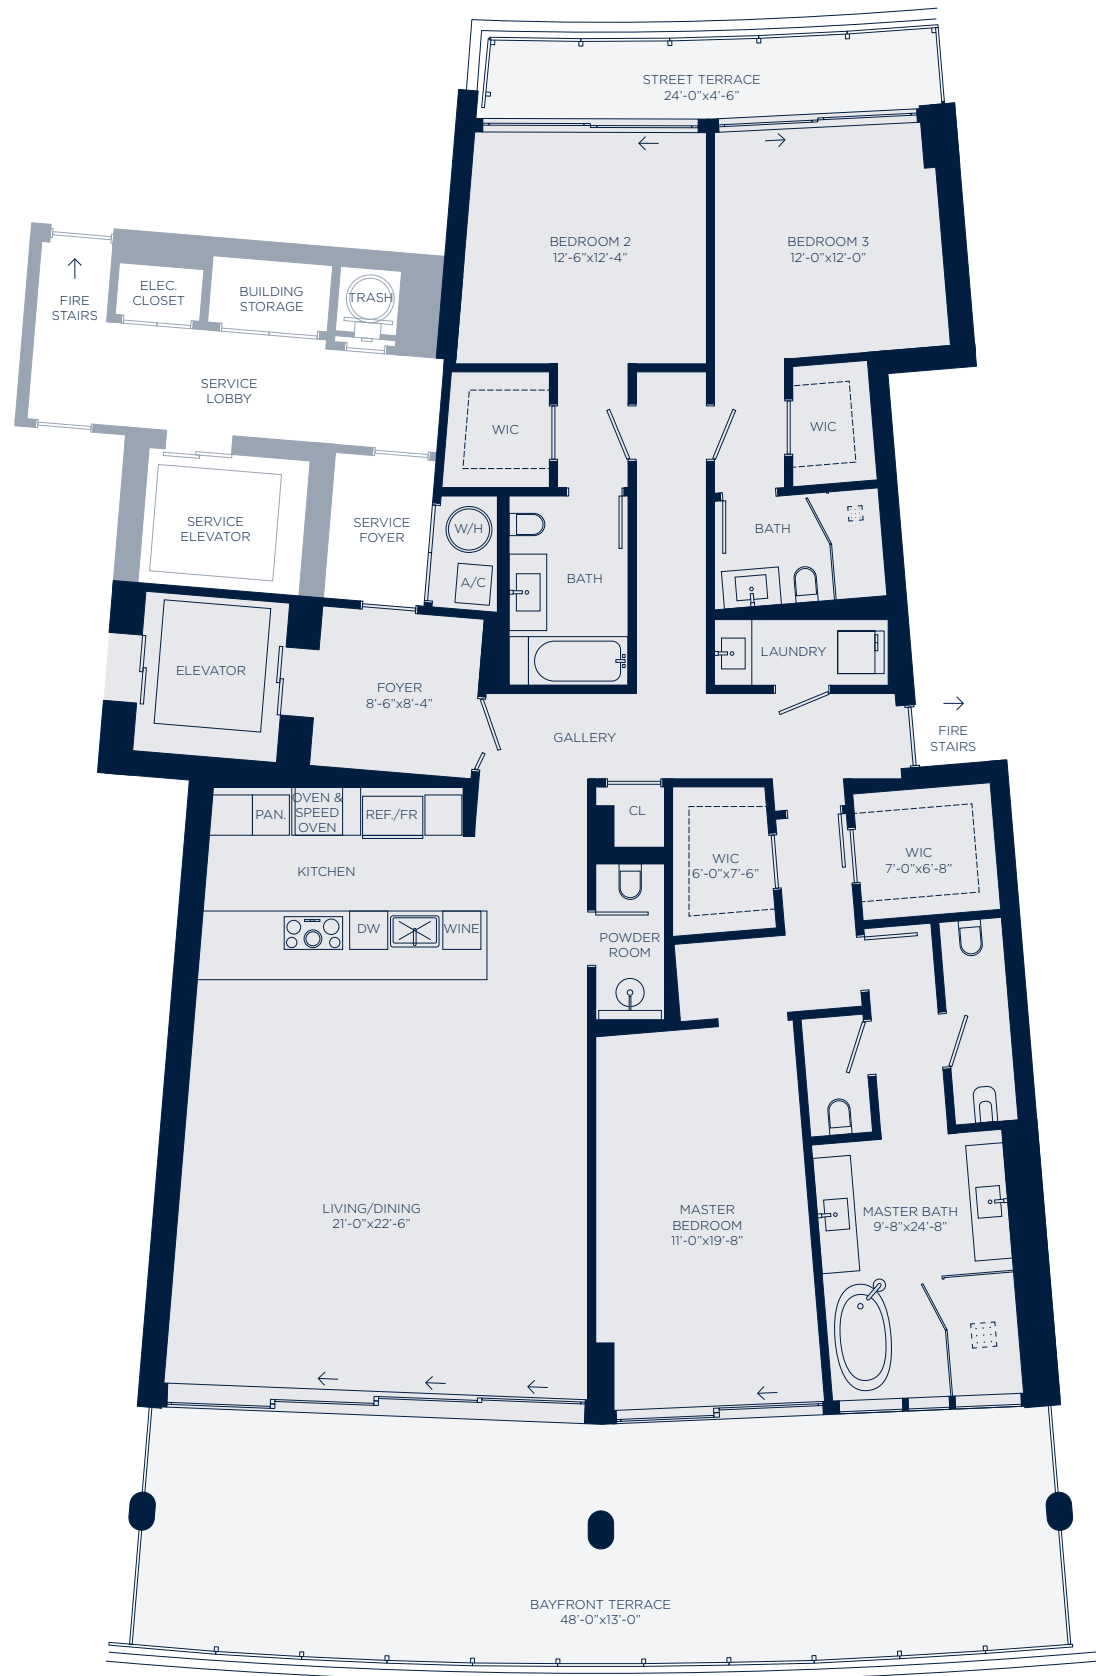 STREET TERRACE
24'-0"x4'-6"
BEDROOM 2
12'-6"x12'-4"
BEDROOM 3
12'-0"x12'-0"
ELEC.
CLOSET
BUILDING
STORAGE
TRASH
FIRE
STAIRS
SERVICE
LOBBY
WIC
WIC
SERVICE
ELEVATOR
SERVICE
FOYER
W/H
A/C
BATH
BATH
LAUNDRY
ELEVATOR
FOYER
8'-6"x8'-4"
GALLERY
FIRE
STAIRS
PAN.
OVEN &
SPEED
OVEN
REF./FR
CL
KITCHEN
WIC
6'-0"x7'-6"
WIC
7'-0"x6'-8"
DW
WINE
POWDER
ROOM
LIVING/DINING
21'-0"x22'-6"
MASTER
BEDROOM
11'-0"x19'-8"
MASTER BATH
9'-8"x24'-8"
BAYFRONT TERRACE
48'-0"x13'-0"